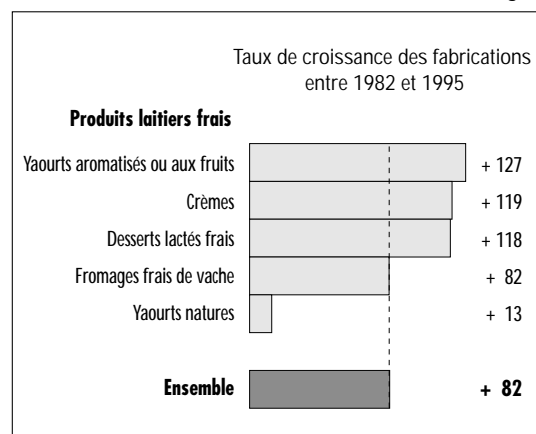 Taux de croissance des fabrications
entre 1982 et 1995
Produits laitiers frais
Yaourts aromatisés ou aux fruits + 127
Crèmes + 119
Desserts lactés frais + 118
Fromages frais de vache + 82
Yaourts natures + 13
Ensemble + 82